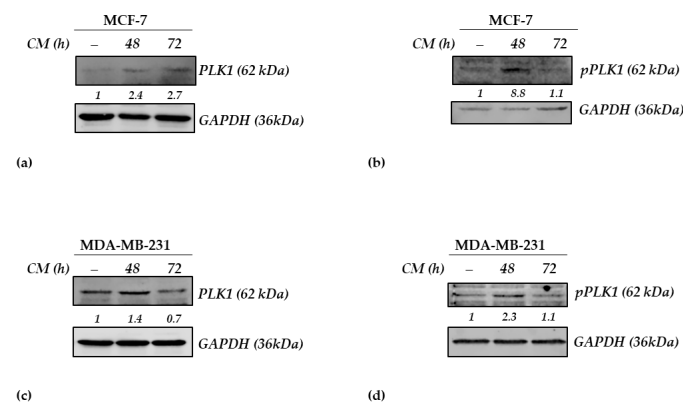 MCF-7
CM (h) – 48 72
PLK1 (62 kDa)
1 2.4 2.7
GAPDH (36kDa)
(a)
MCF-7
CM (h) – 48 72
pPLK1 (62 kDa)
1 8.8 1.1
GAPDH (36kDa)
(b)
MDA-MB-231
CM (h) – 48 72
PLK1 (62 kDa)
1 1.4 0.7
GAPDH (36kDa)
(c)
MDA-MB-231
CM (h) – 48 72
pPLK1 (62 kDa)
1 2.3 1.1
GAPDH (36kDa)
(d)